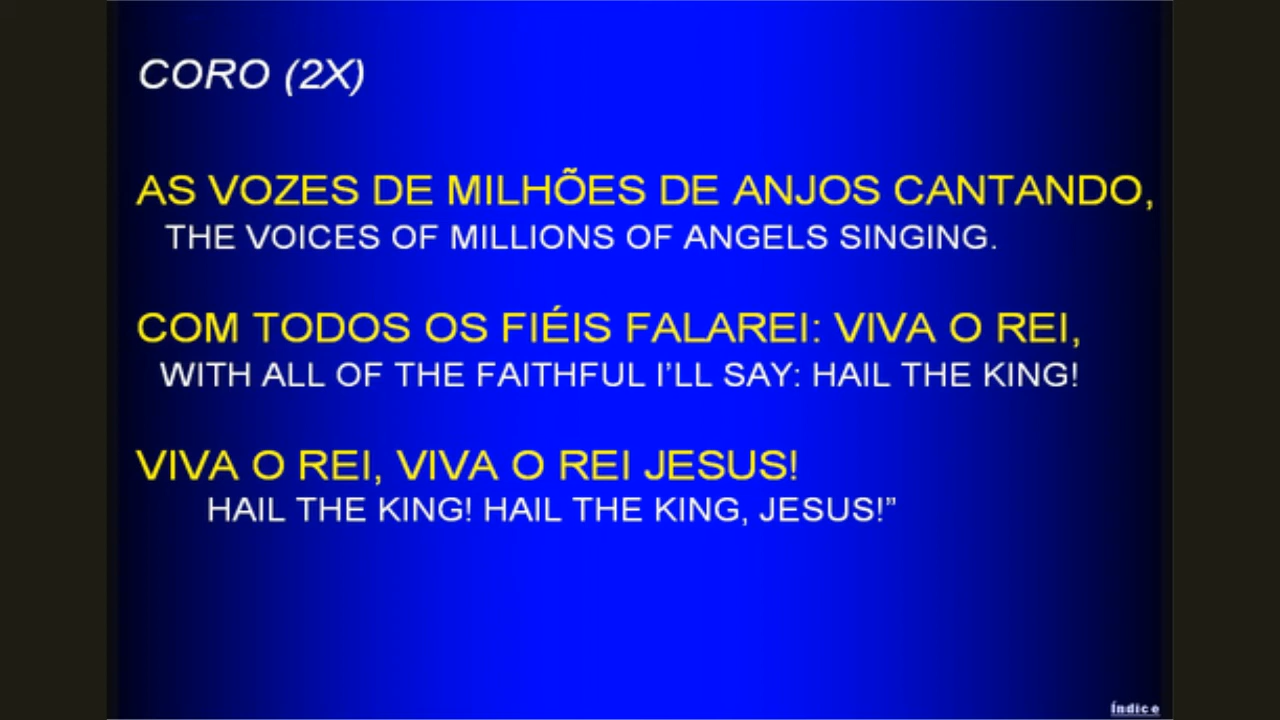 CORO (2X)
AS VOZES DE MILHÕES DE ANJOS CANTANDO,
THE VOICES OF MILLIONS OF ANGELS SINGING.
COM TODOS OS FIÉIS FALAREI: VIVA O REI,
WITH ALL OF THE FAITHFUL I’LL SAY: HAIL THE KING!
VIVA O REI, VIVA O REI JESUS!
HAIL THE KING! HAIL THE KING, JESUS!”
Índice